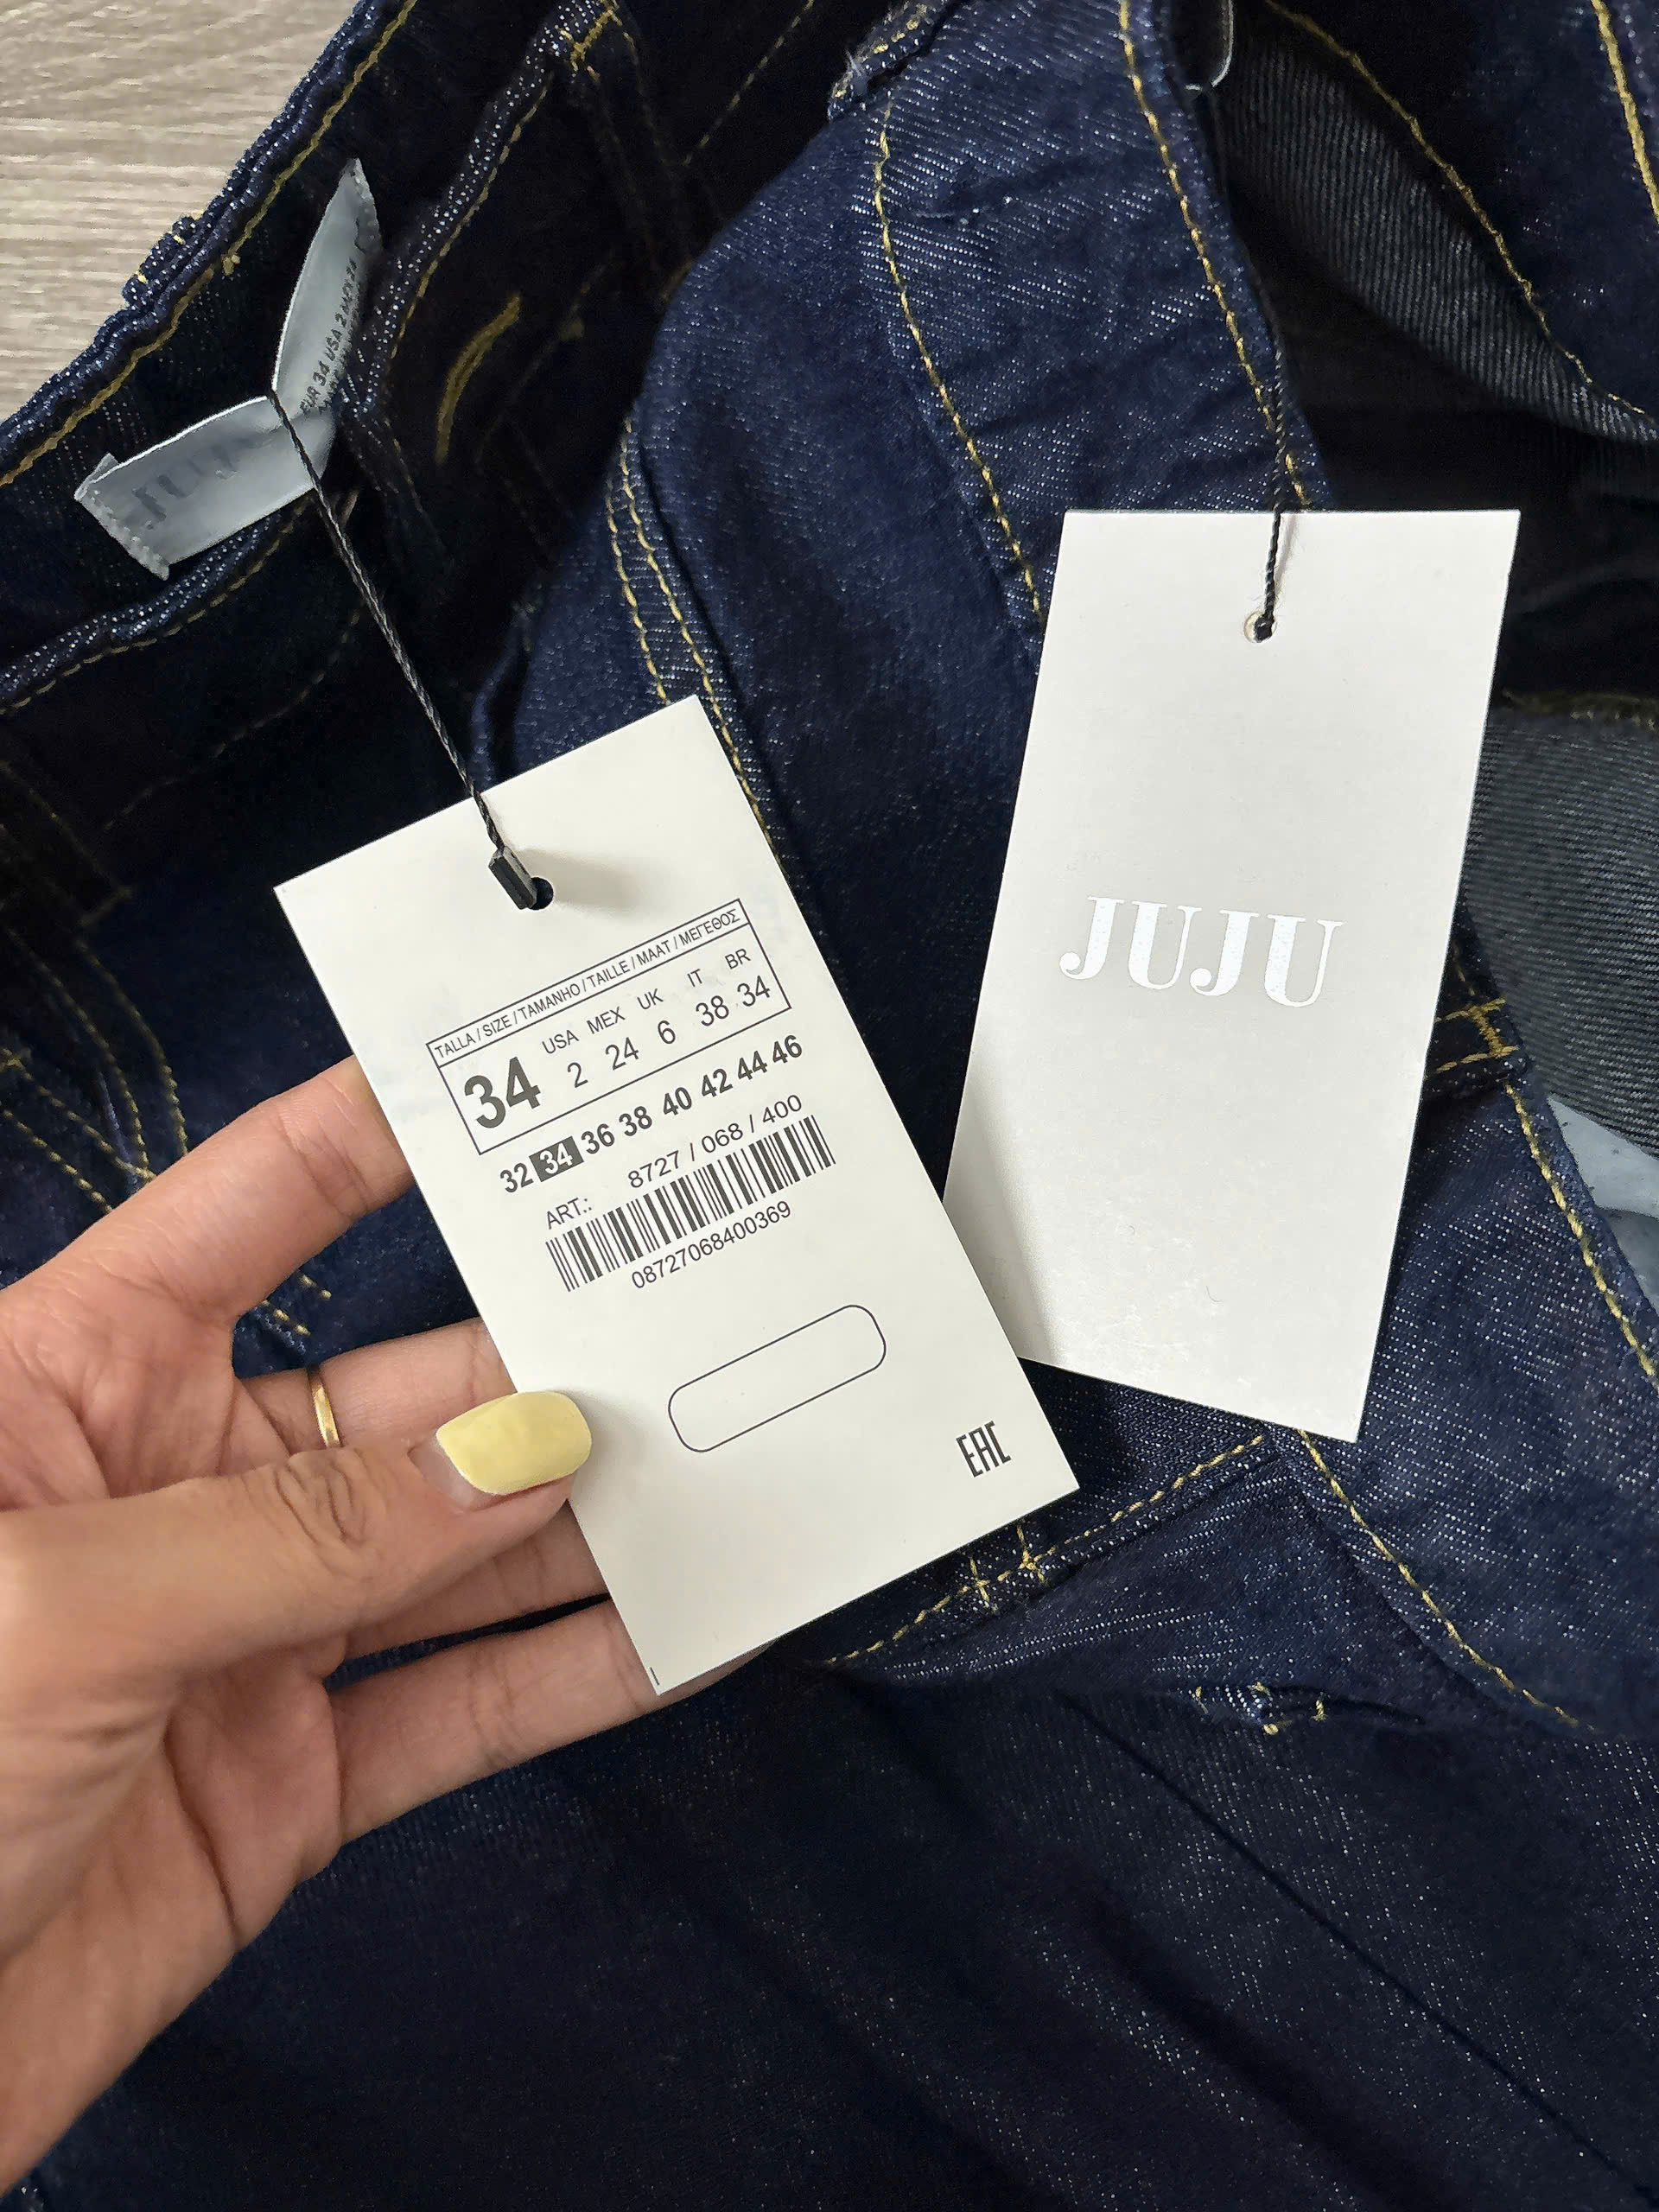 EUR 34 USA 2 MEX 24
JUJU
TALLA / SIZE / TAMANHO / TAILLE / MAAT / ΜΕΓΕΘΟΣ
34
USA MEX UK IT BR
2 24 6 38 34
32 34 36 38 40 42 44 46
ART.: 8727 / 068 / 400
08727068400369
EAC
JUJU